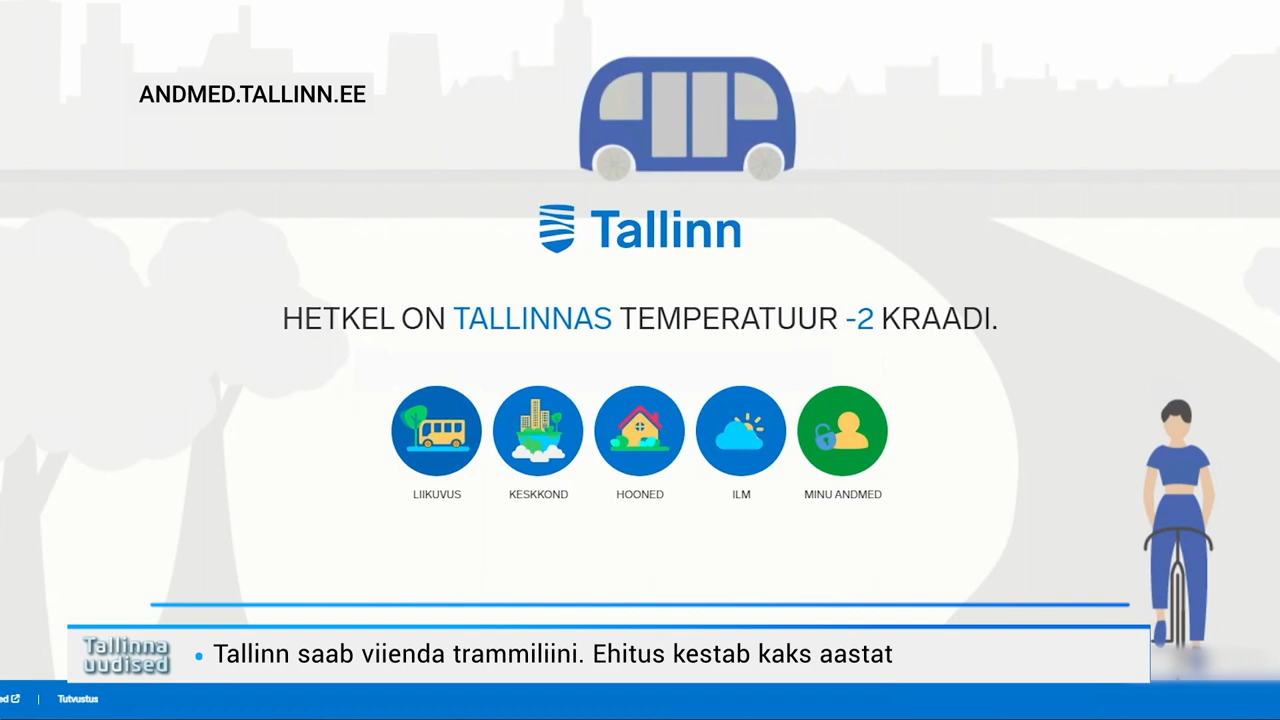 ANDMED.TALLINN.EE
Tallinn
HETKEL ON TALLINNAS TEMPERATUUR -2 KRAADI.
LIIKUVUS
KESKKOND
HOONED
ILM
MINU ANDMED
Tallinna
uudised
• Tallinn saab viienda trammiliini. Ehitus kestab kaks aastat
ed | Tutvustus